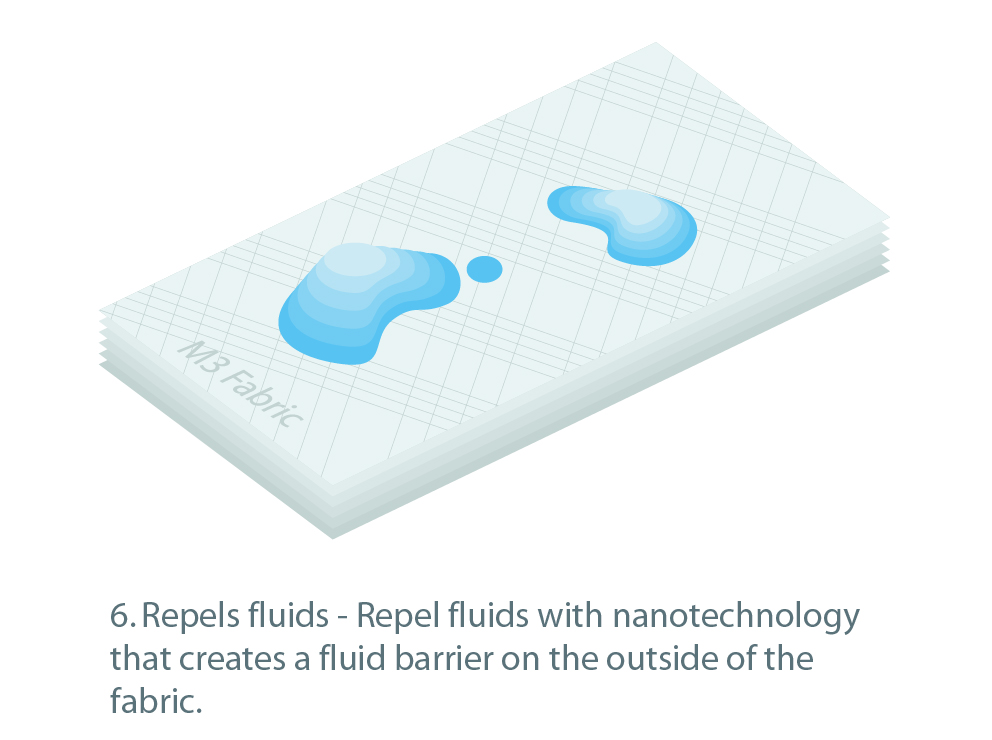 M3 Fabric
6. Repels fluids - Repel fluids with nanotechnology
that creates a fluid barrier on the outside of the
fabric.